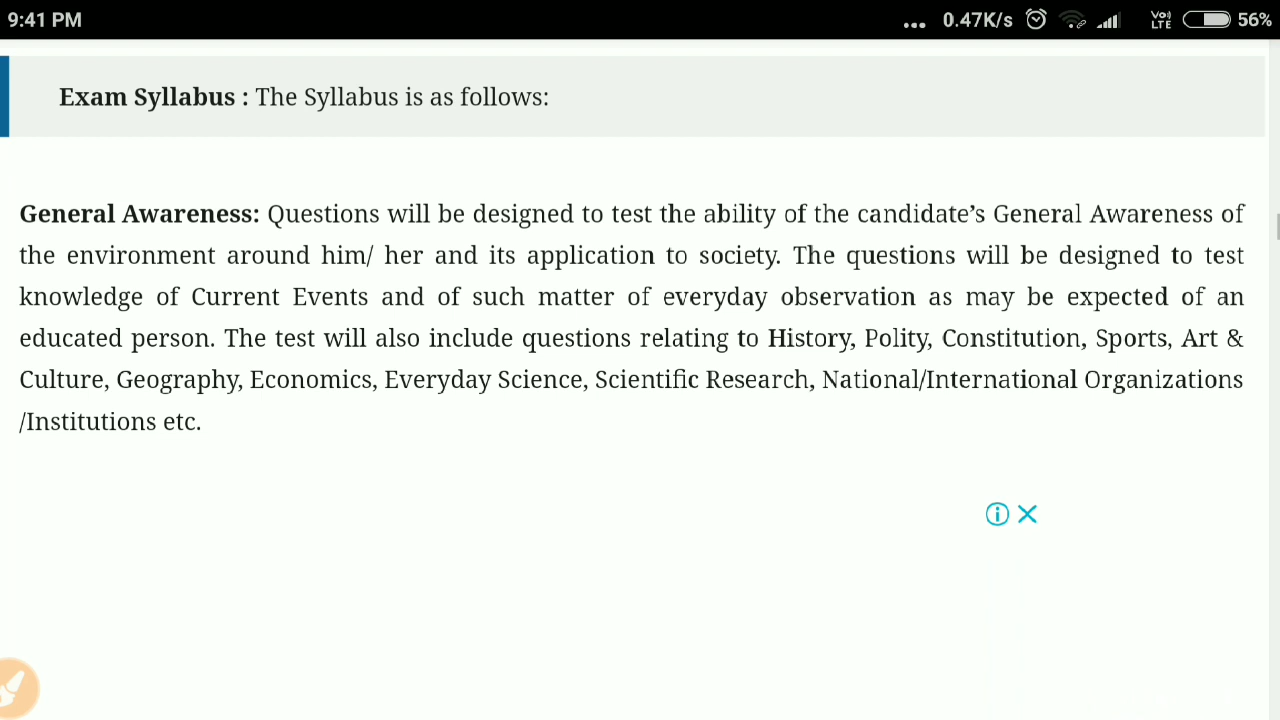 9:41 PM ... 0.47K/s Vo) LTE 56%
Exam Syllabus : The Syllabus is as follows:
General Awareness: Questions will be designed to test the ability of the candidate’s General Awareness of
the environment around him/ her and its application to society. The questions will be designed to test
knowledge of Current Events and of such matter of everyday observation as may be expected of an
educated person. The test will also include questions relating to History, Polity, Constitution, Sports, Art &
Culture, Geography, Economics, Everyday Science, Scientific Research, National/International Organizations
/Institutions etc.